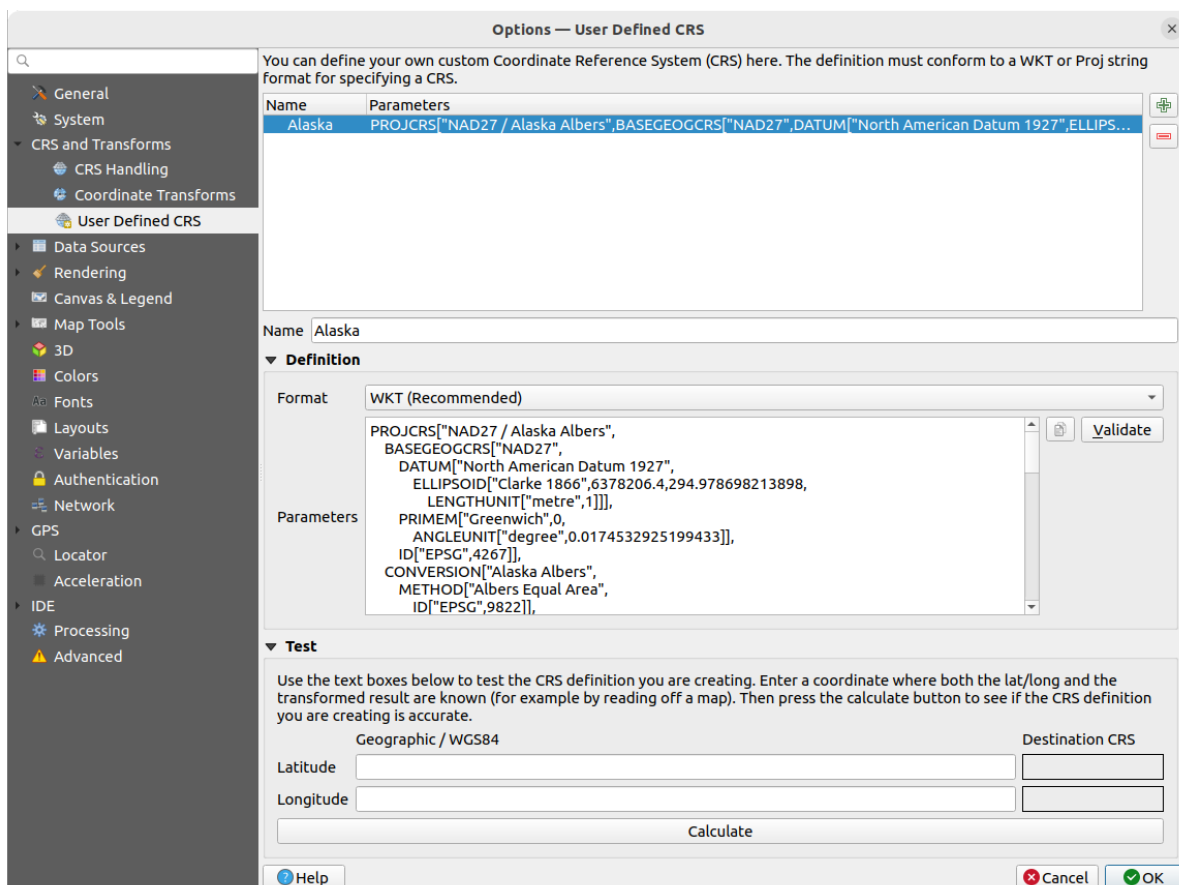 Options — User Defined CRS
General
System
CRS and Transforms
CRS Handling
Coordinate Transforms
User Defined CRS
Data Sources
Rendering
Canvas & Legend
Map Tools
3D
Colors
Fonts
Layouts
Variables
Authentication
Network
GPS
Locator
Acceleration
IDE
Processing
Advanced
You can define your own custom Coordinate Reference System (CRS) here. The definition must conform to a WKT or Proj string
format for specifying a CRS.
Name Parameters
Alaska PROJCRS["NAD27 / Alaska Albers",BASEGEOGCRS["NAD27",DATUM["North American Datum 1927",ELLIPS...
Name Alaska
Definition
Format WKT (Recommended)
Parameters
PROJCRS["NAD27 / Alaska Albers",
BASEGEOGCRS["NAD27",
DATUM["North American Datum 1927",
ELLIPSOID["Clarke 1866",6378206.4,294.978698213898,
LENGTHUNIT["metre",1]]],
PRIMEM["Greenwich",0,
ANGLEUNIT["degree",0.0174532925199433]],
ID["EPSG",4267]],
CONVERSION["Alaska Albers",
METHOD["Albers Equal Area",
ID["EPSG",9822]],
Validate
Test
Use the text boxes below to test the CRS definition you are creating. Enter a coordinate where both the lat/long and the
transformed result are known (for example by reading off a map). Then press the calculate button to see if the CRS definition
you are creating is accurate.
Geographic / WGS84 Destination CRS
Latitude
Longitude
Calculate
Help Cancel OK